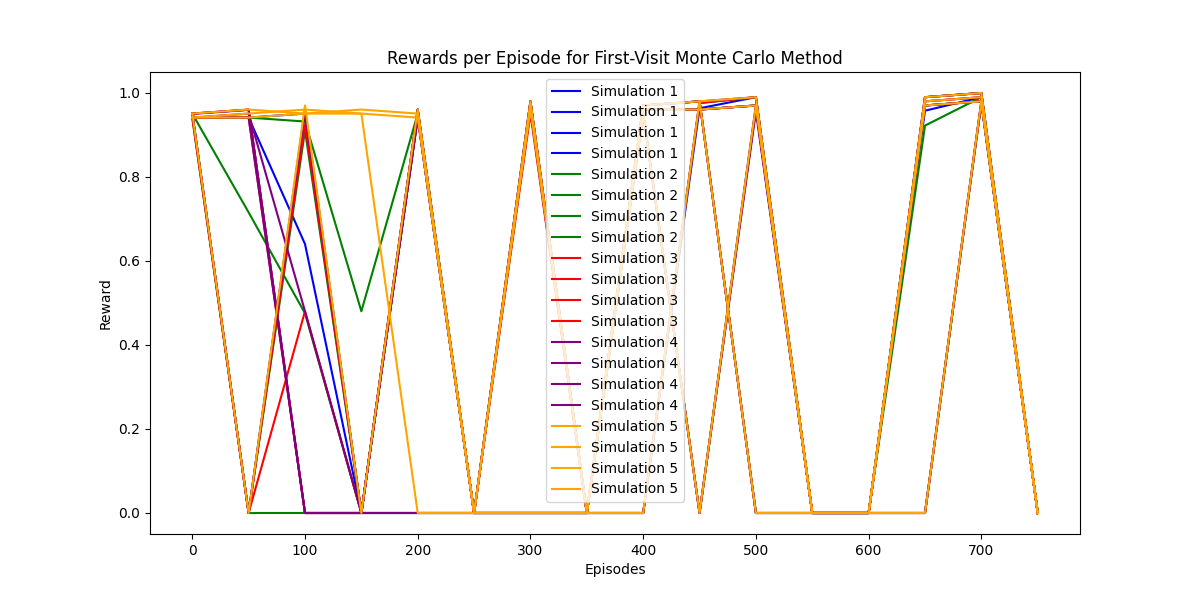 Rewards per Episode for First-Visit Monte Carlo Method
1.0
0.8
0.6
0.4
0.2
0.0
Reward
Simulation 1
Simulation 1
Simulation 1
Simulation 1
Simulation 2
Simulation 2
Simulation 2
Simulation 2
Simulation 3
Simulation 3
Simulation 3
Simulation 3
Simulation 4
Simulation 4
Simulation 4
Simulation 4
Simulation 5
Simulation 5
Simulation 5
Simulation 5
0 100 200 300 400 500 600 700
Episodes